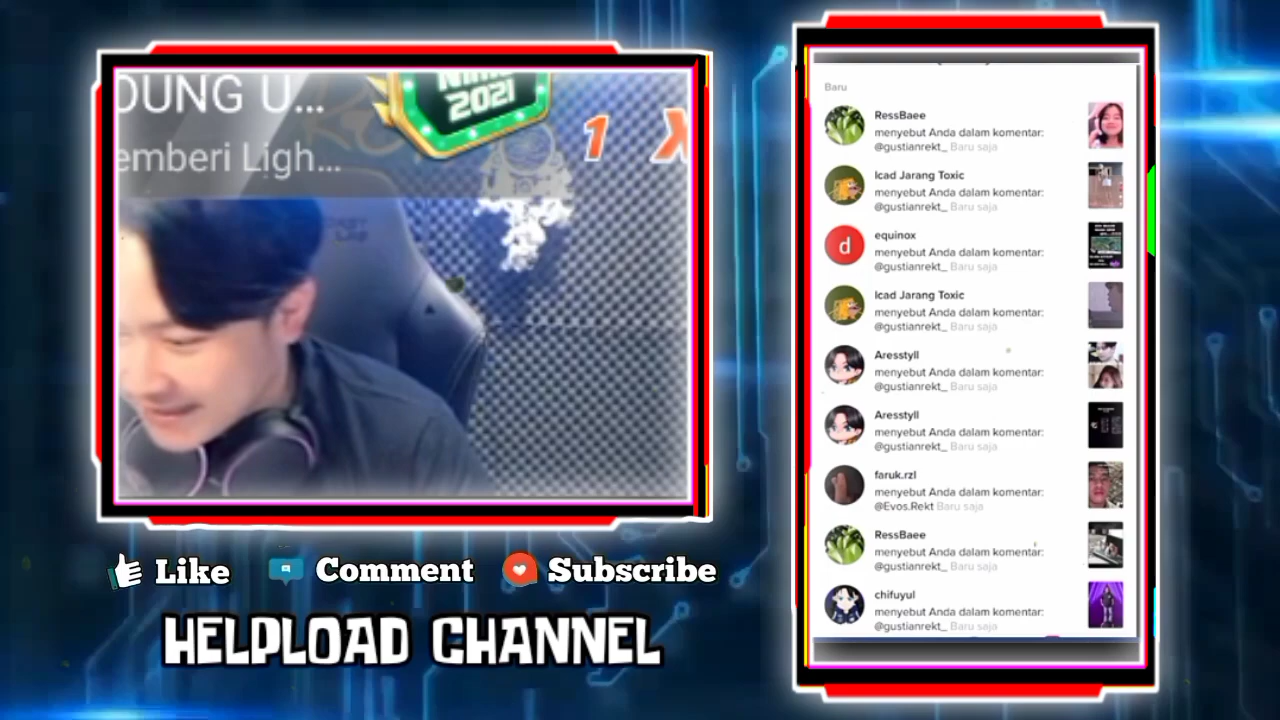 OUNG U...
emberi Ligh...
2021
1 X
Like
Comment
Subscribe
HELPLOAD CHANNEL
Baru
RessBaee
menyebut Anda dalam komentar:
@gustianrekt_ Baru saja
Icad Jarang Toxic
menyebut Anda dalam komentar:
@gustianrekt_ Baru saja
d
equinox
menyebut Anda dalam komentar:
@gustianrekt_ Baru saja
Icad Jarang Toxic
menyebut Anda dalam komentar:
@gustianrekt_ Baru saja
Aresstyll
menyebut Anda dalam komentar:
@gustianrekt_ Baru saja
Aresstyll
menyebut Anda dalam komentar:
@gustianrekt_ Baru saja
faruk.rzl
menyebut Anda dalam komentar:
@Evos.Rekt Baru saja
RessBaee
menyebut Anda dalam komentar:
@gustianrekt_ Baru saja
chifuyul
menyebut Anda dalam komentar:
@gustianrekt_ Baru saja